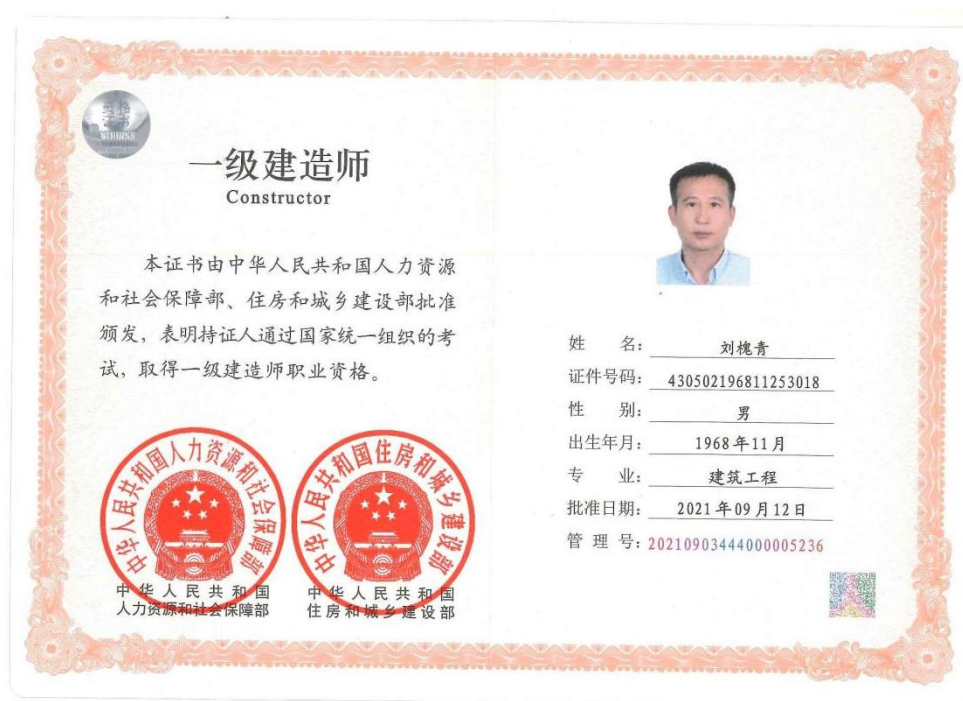 资格
证书
MOHRSS
一级建造师
Constructor
本证书由中华人民共和国人力资源
和社会保障部、住房和城乡建设部批准
颁发，表明持证人通过国家统一组织的考
试，取得一级建造师职业资格。
中华人民共和国人力资源和社会保障部
中华人民共和国
人力资源和社会保障部
中华人民共和国住房和城乡建设部
中华人民共和国
住房和城乡建设部
姓 名：刘槐青
证件号码：430502196811253018
性 别：男
出生年月：1968年11月
专 业：建筑工程
批准日期：2021年09月12日
管 理 号：20210903444000005236